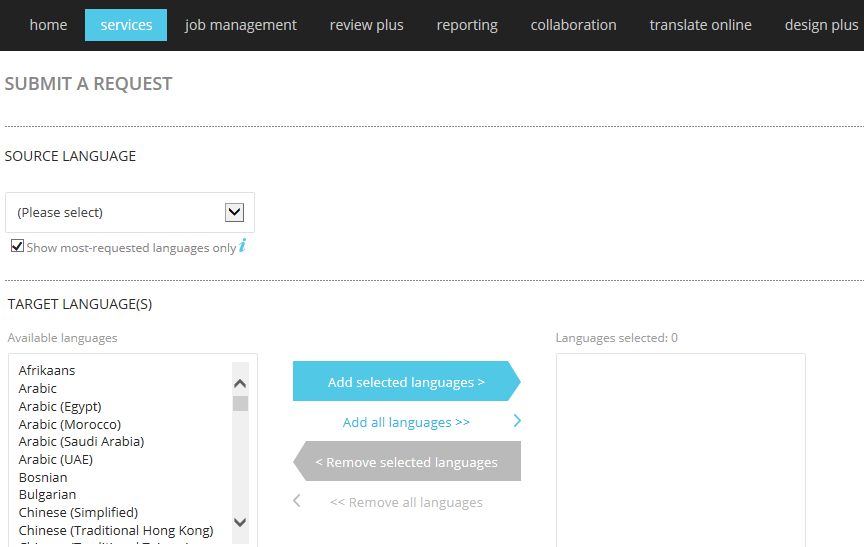 home services job management review plus reporting collaboration translate online design plus
SUBMIT A REQUEST
SOURCE LANGUAGE
(Please select)
Show most-requested languages only i
TARGET LANGUAGE(S)
Available languages
Languages selected: 0
Afrikaans
Arabic
Arabic (Egypt)
Arabic (Morocco)
Arabic (Saudi Arabia)
Arabic (UAE)
Bosnian
Bulgarian
Chinese (Simplified)
Chinese (Traditional Hong Kong)
Add selected languages >
Add all languages >>
< Remove selected languages
<< Remove all languages